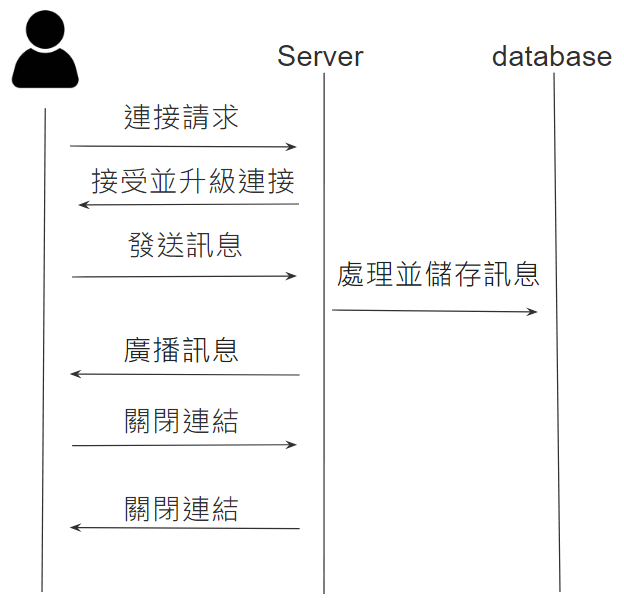 Server
database
連接請求
接受並升級連接
發送訊息
處理並儲存訊息
廣播訊息
關閉連結
關閉連結